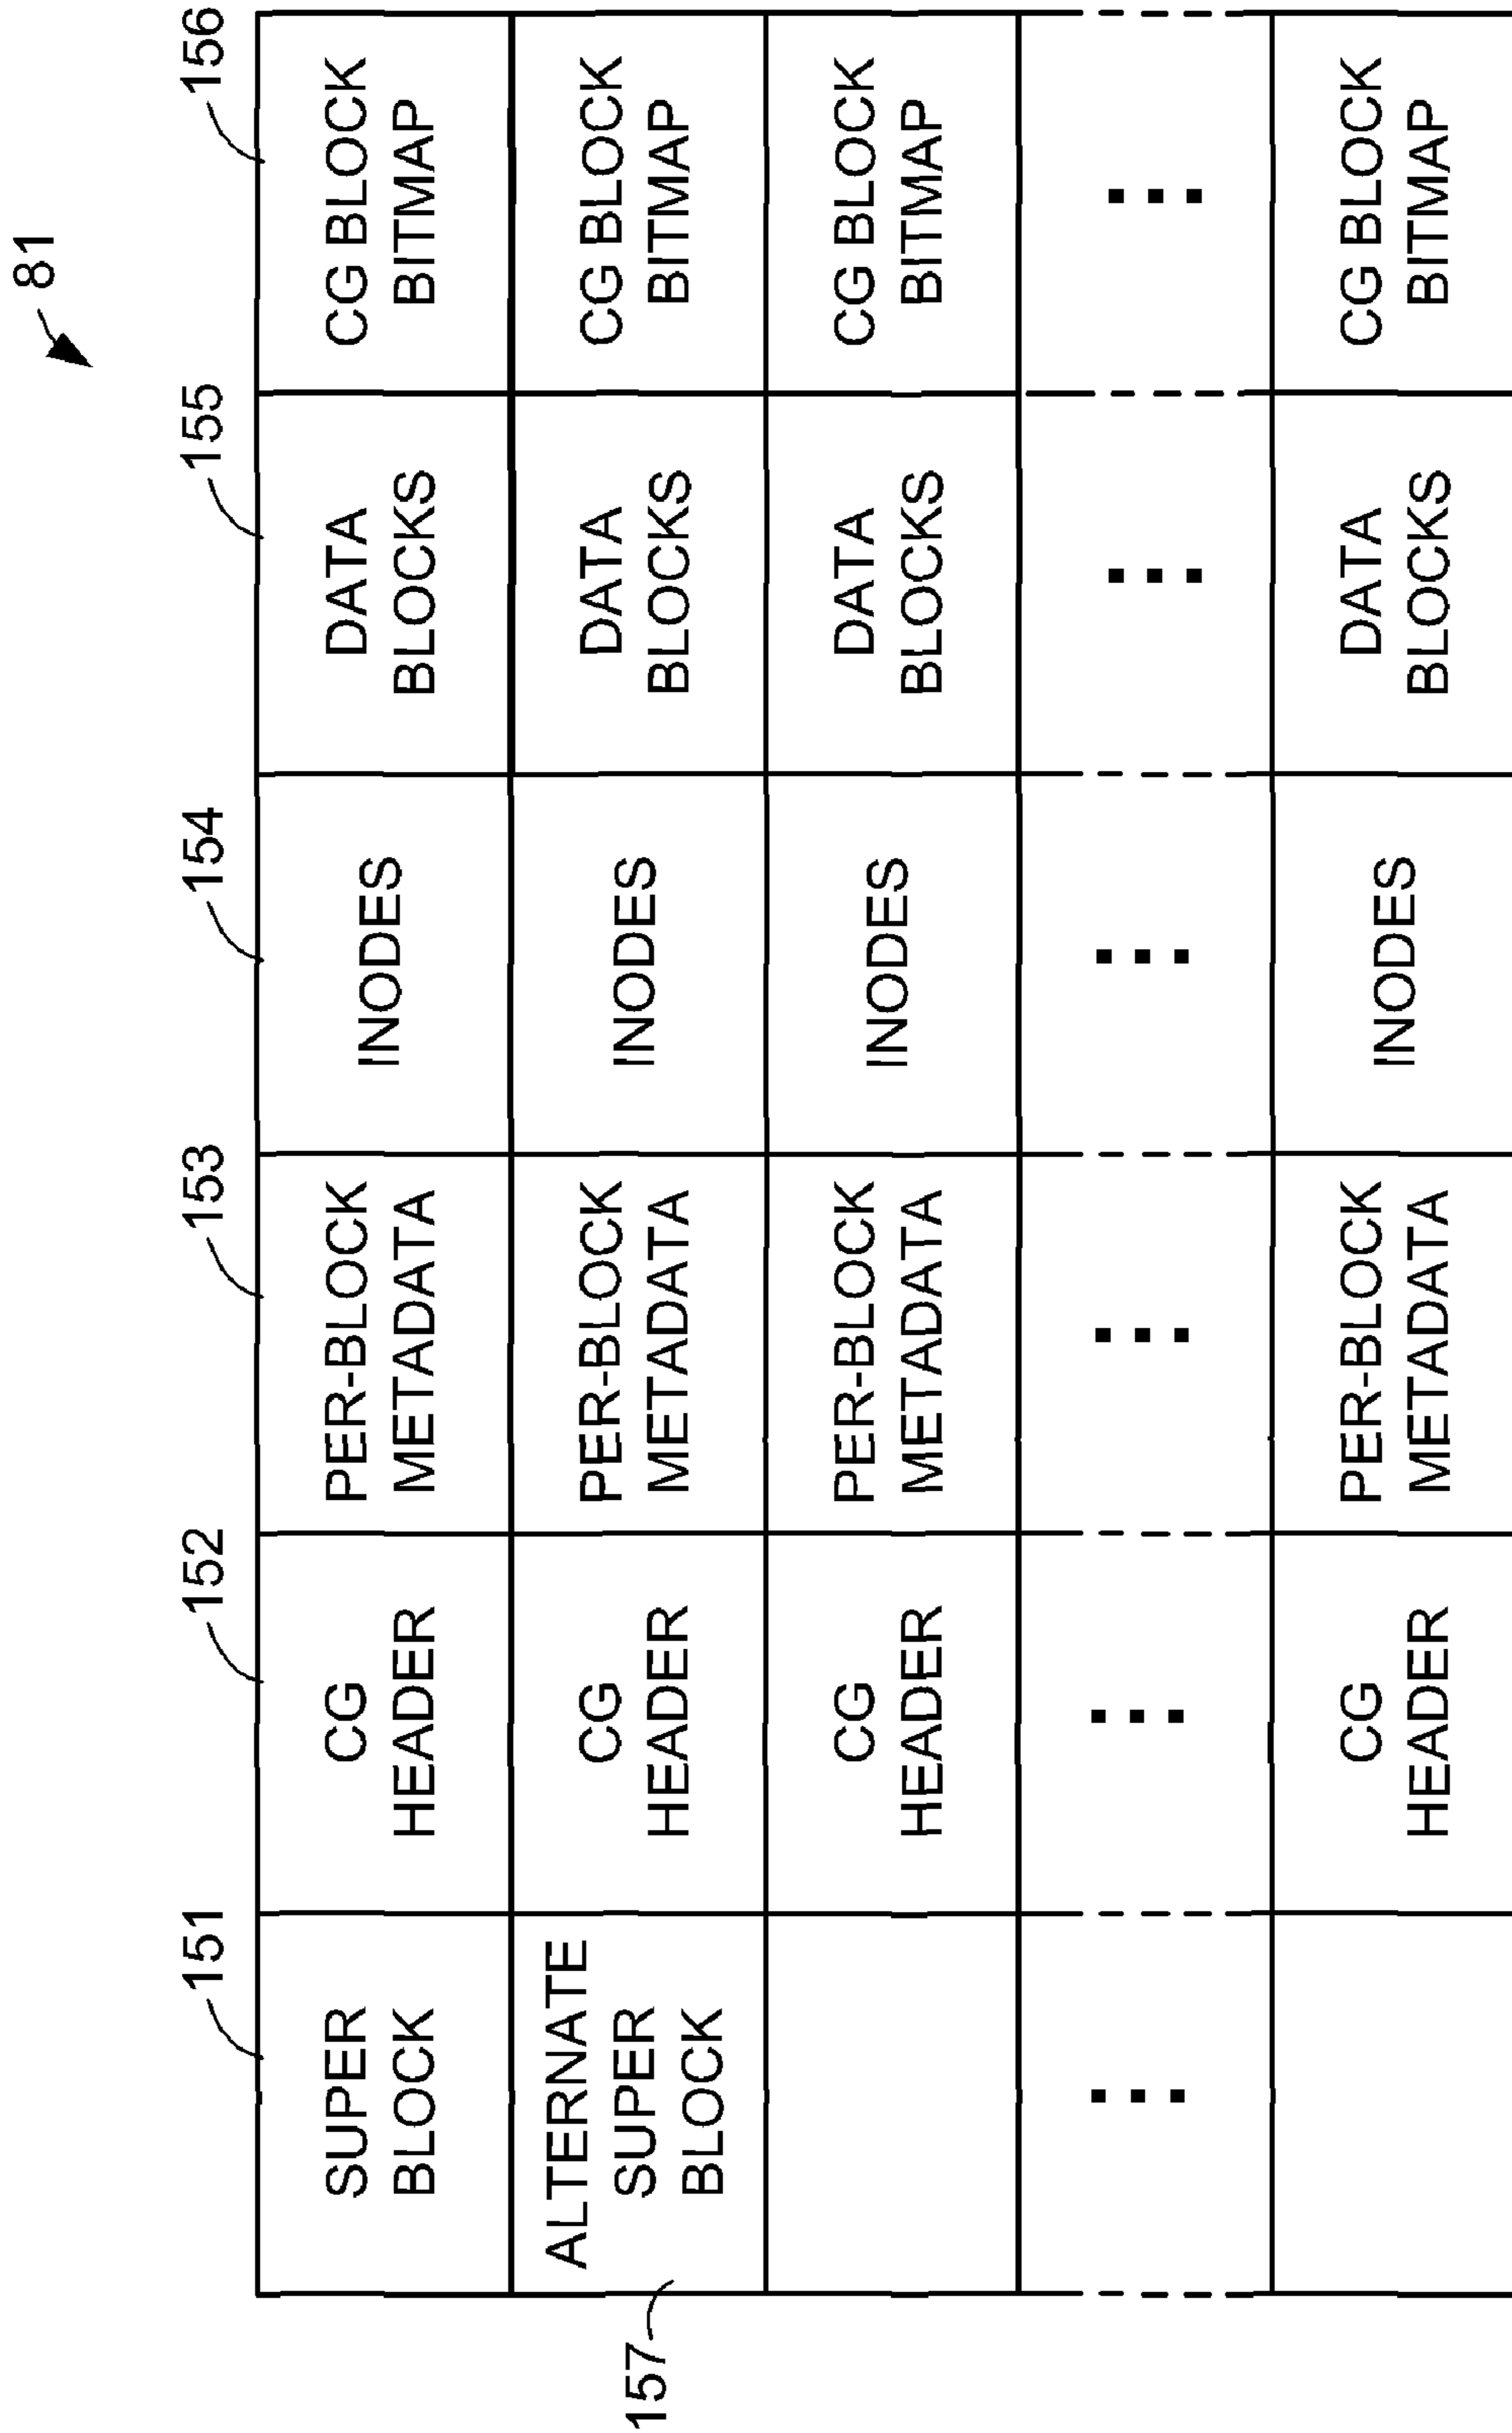 81
151
152
153
154
155
156
SUPER
BLOCK
CG
HEADER
PER-BLOCK
METADATA
INODES
DATA
BLOCKS
CG BLOCK
BITMAP
157
ALTERNATE
SUPER
BLOCK
CG
HEADER
PER-BLOCK
METADATA
INODES
DATA
BLOCKS
CG BLOCK
BITMAP
CG
HEADER
PER-BLOCK
METADATA
INODES
DATA
BLOCKS
CG BLOCK
BITMAP
...
...
...
...
...
...
CG
HEADER
PER-BLOCK
METADATA
INODES
DATA
BLOCKS
CG BLOCK
BITMAP